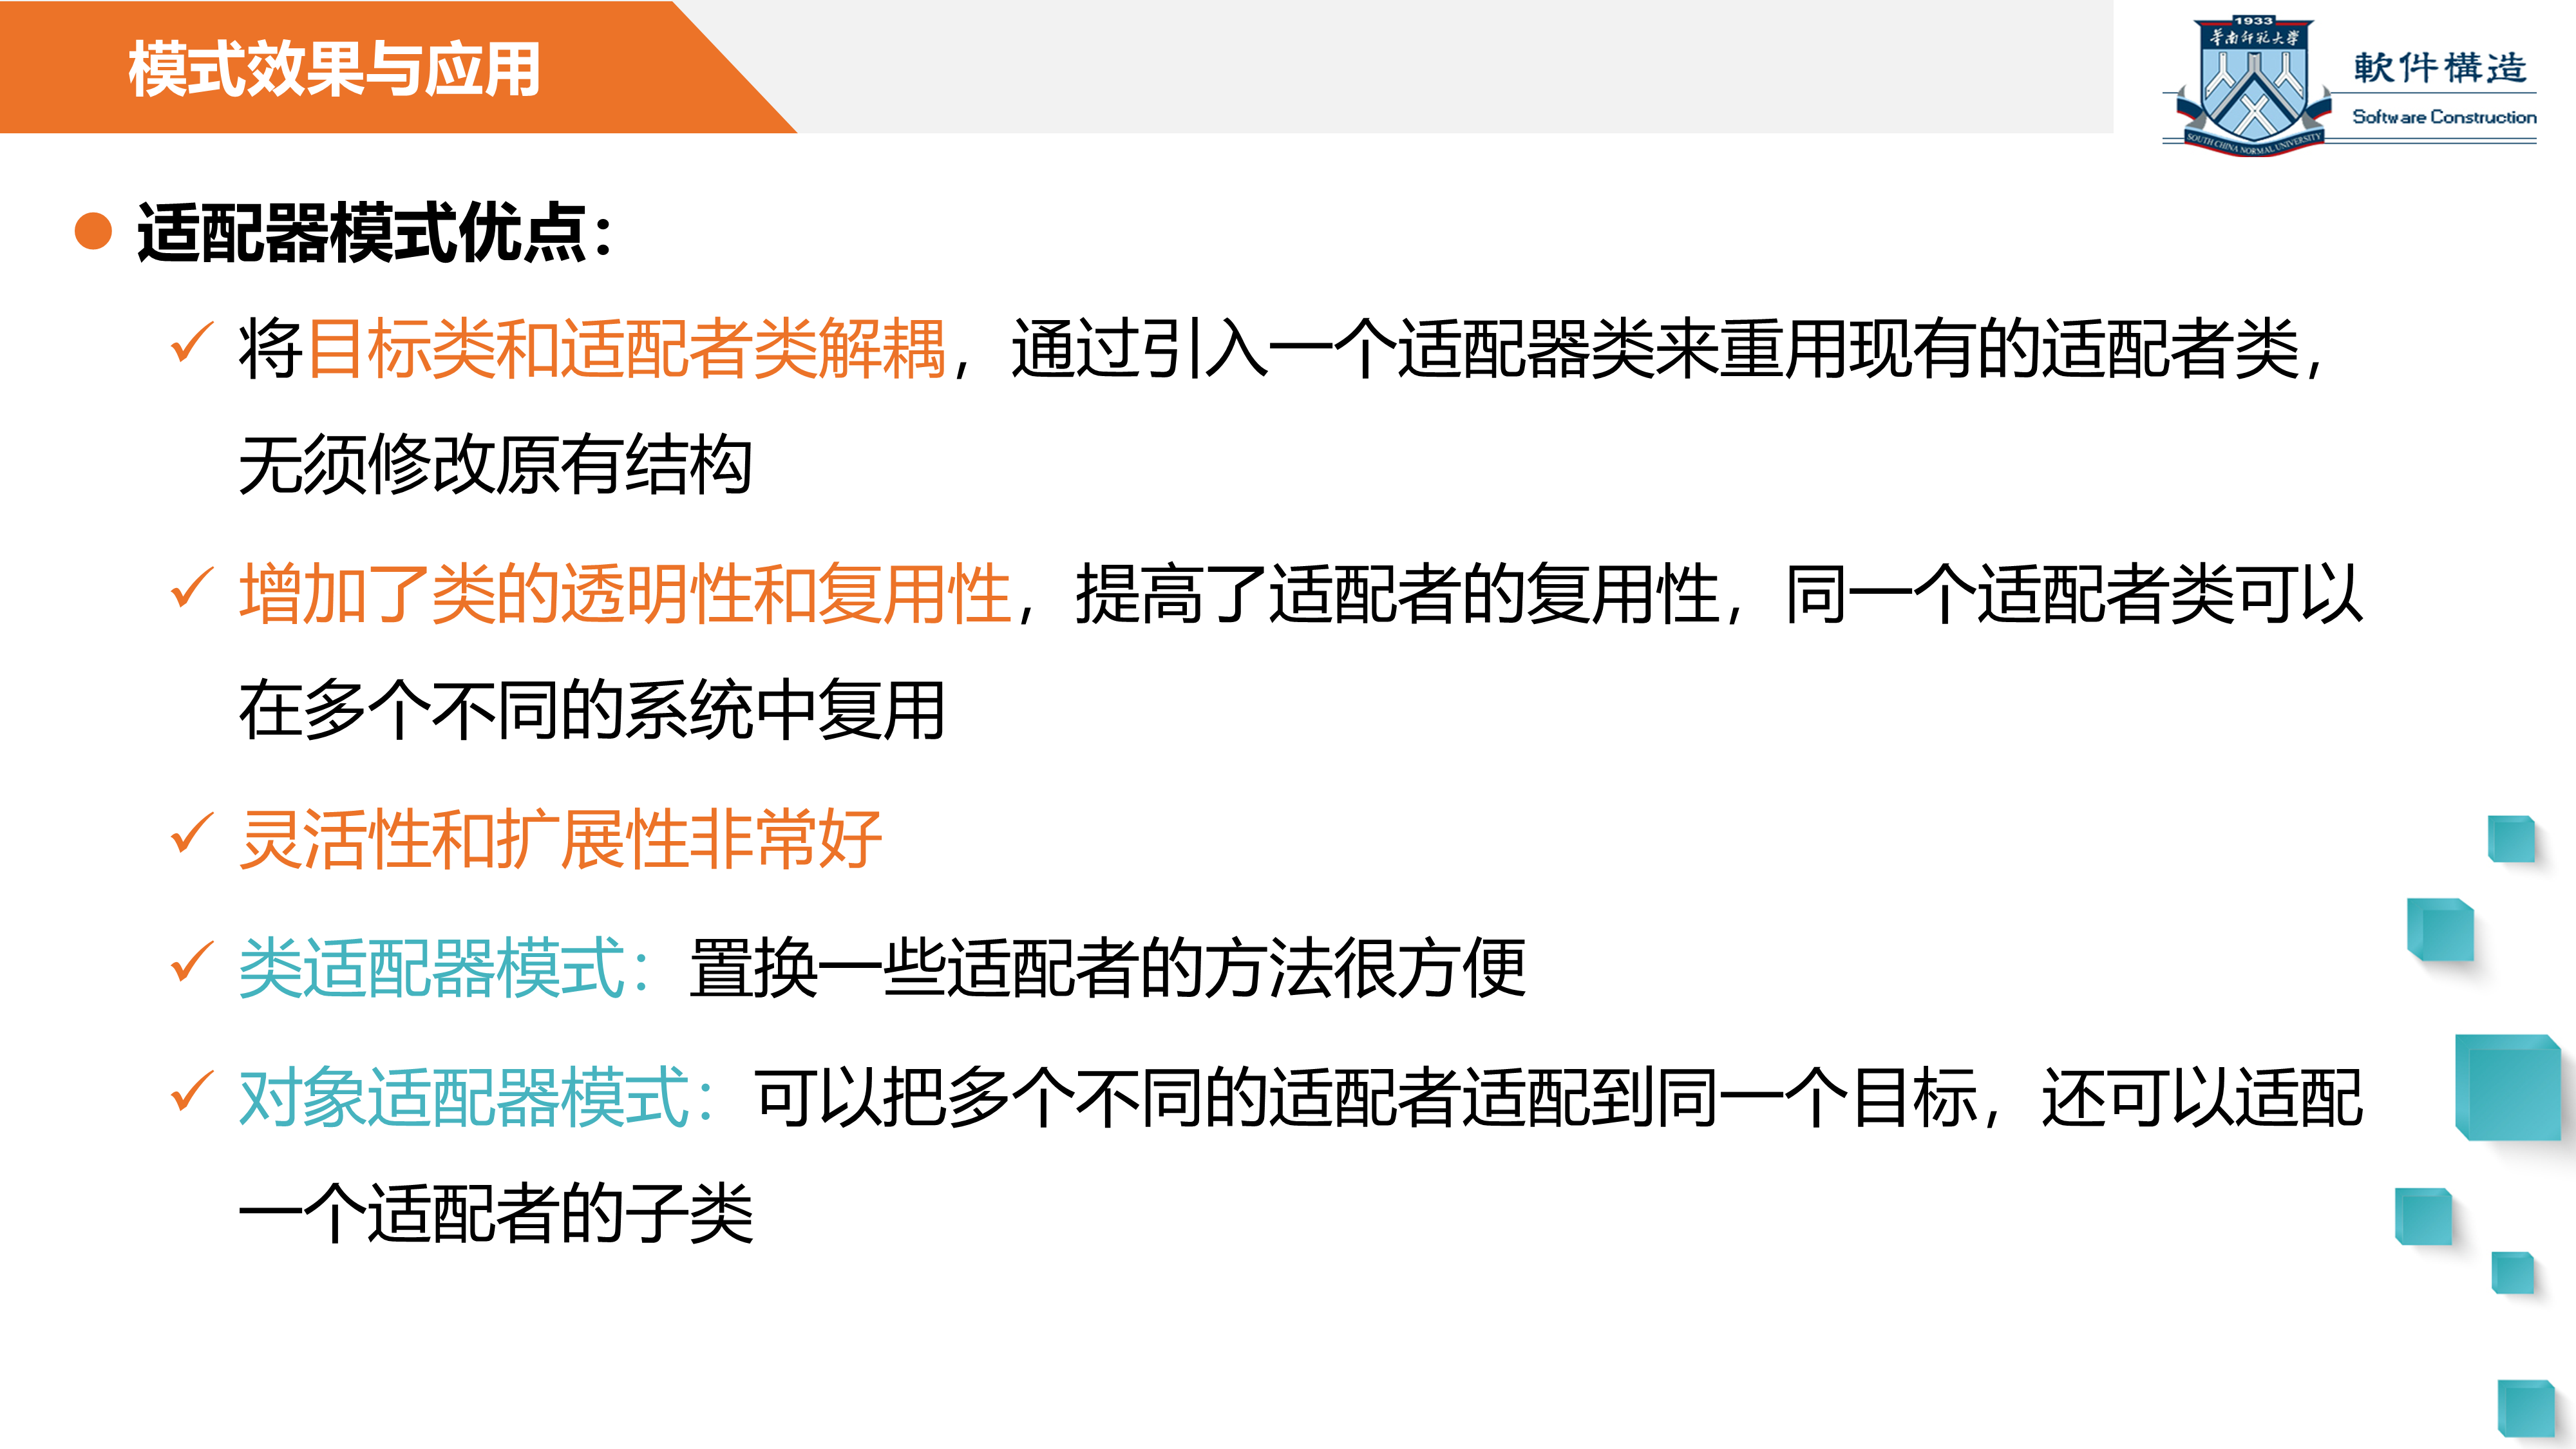 模式效果与应用
1933
华南师范大学
SOUTH CHINA NORMAL UNIVERSITY
軟件構造
Software Construction
适配器模式优点：
将目标类和适配者类解耦，通过引入一个适配器类来重用现有的适配者类，
无须修改原有结构
增加了类的透明性和复用性，提高了适配者的复用性，同一个适配者类可以
在多个不同的系统中复用
灵活性和扩展性非常好
类适配器模式：置换一些适配者的方法很方便
对象适配器模式：可以把多个不同的适配者适配到同一个目标，还可以适配
一个适配者的子类